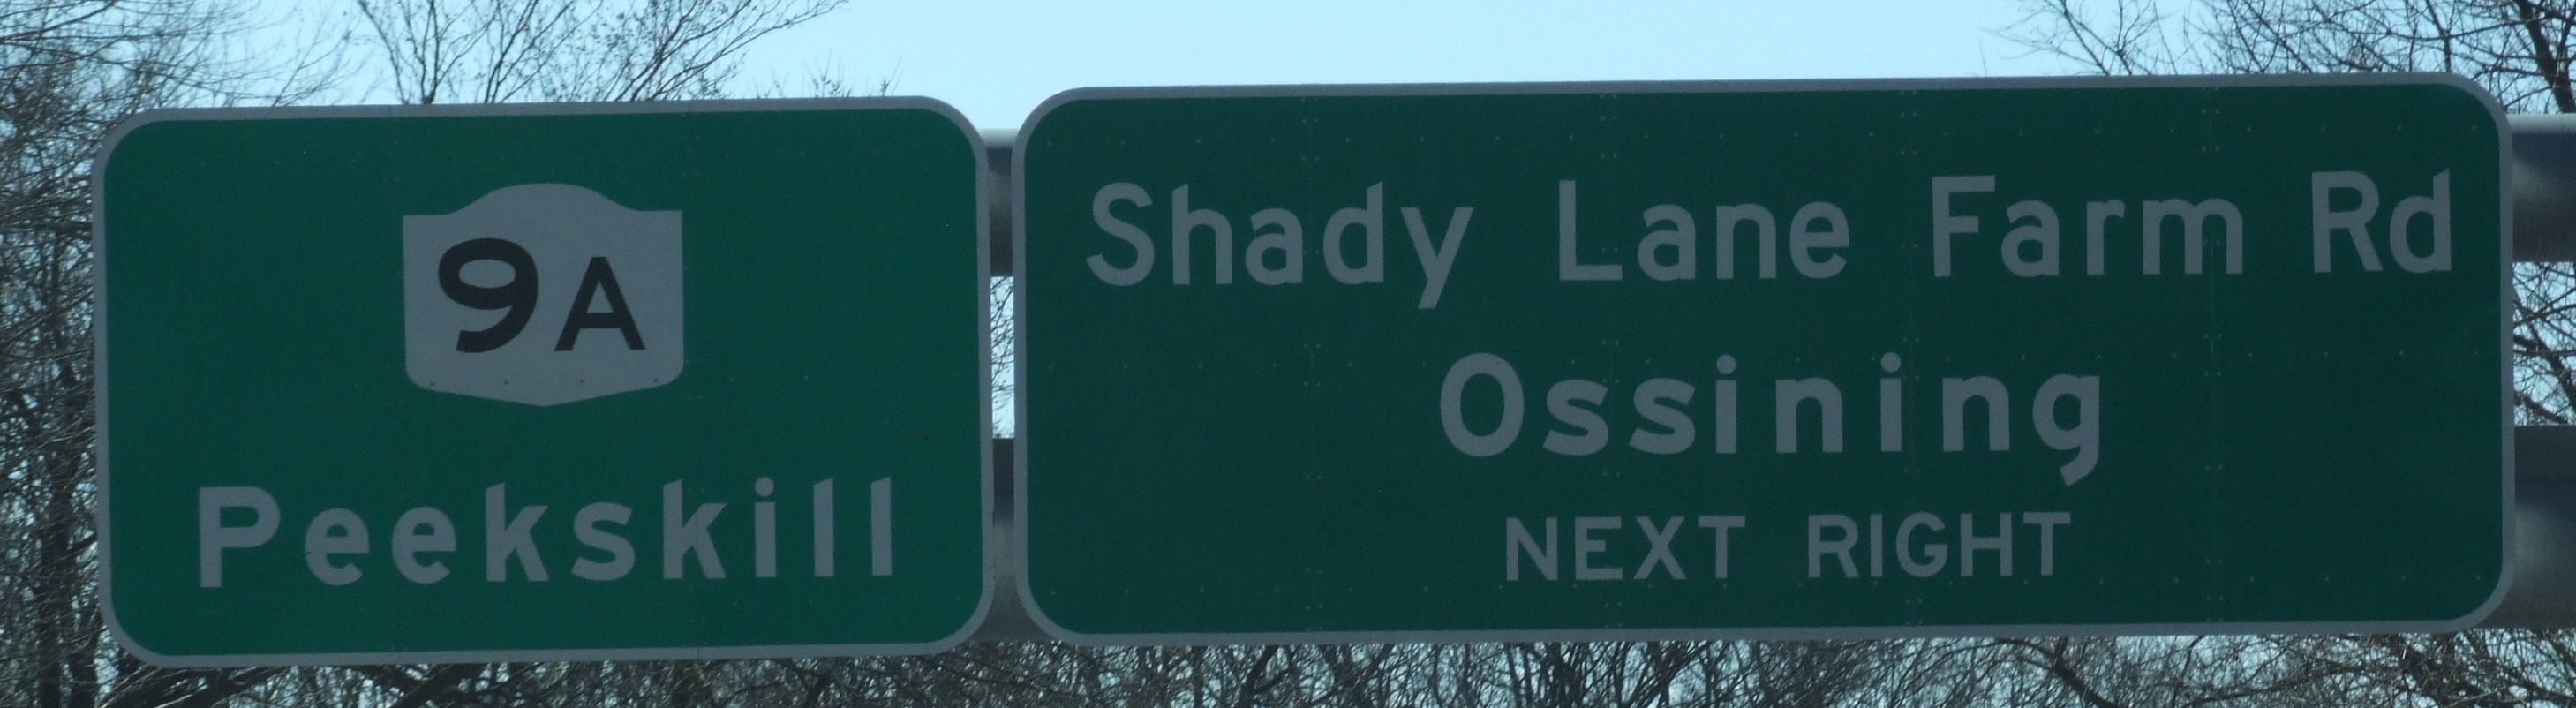 9A
Peekskill
Shady Lane Farm Rd
Ossining
NEXT RIGHT